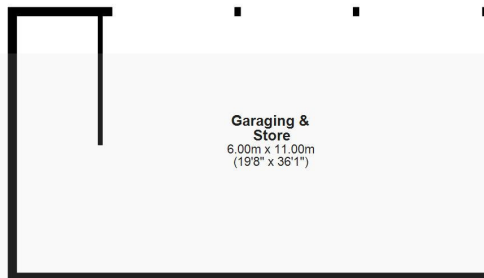 Garaging &
Store
6.00m x 11.00m
(19'8" x 36'1")